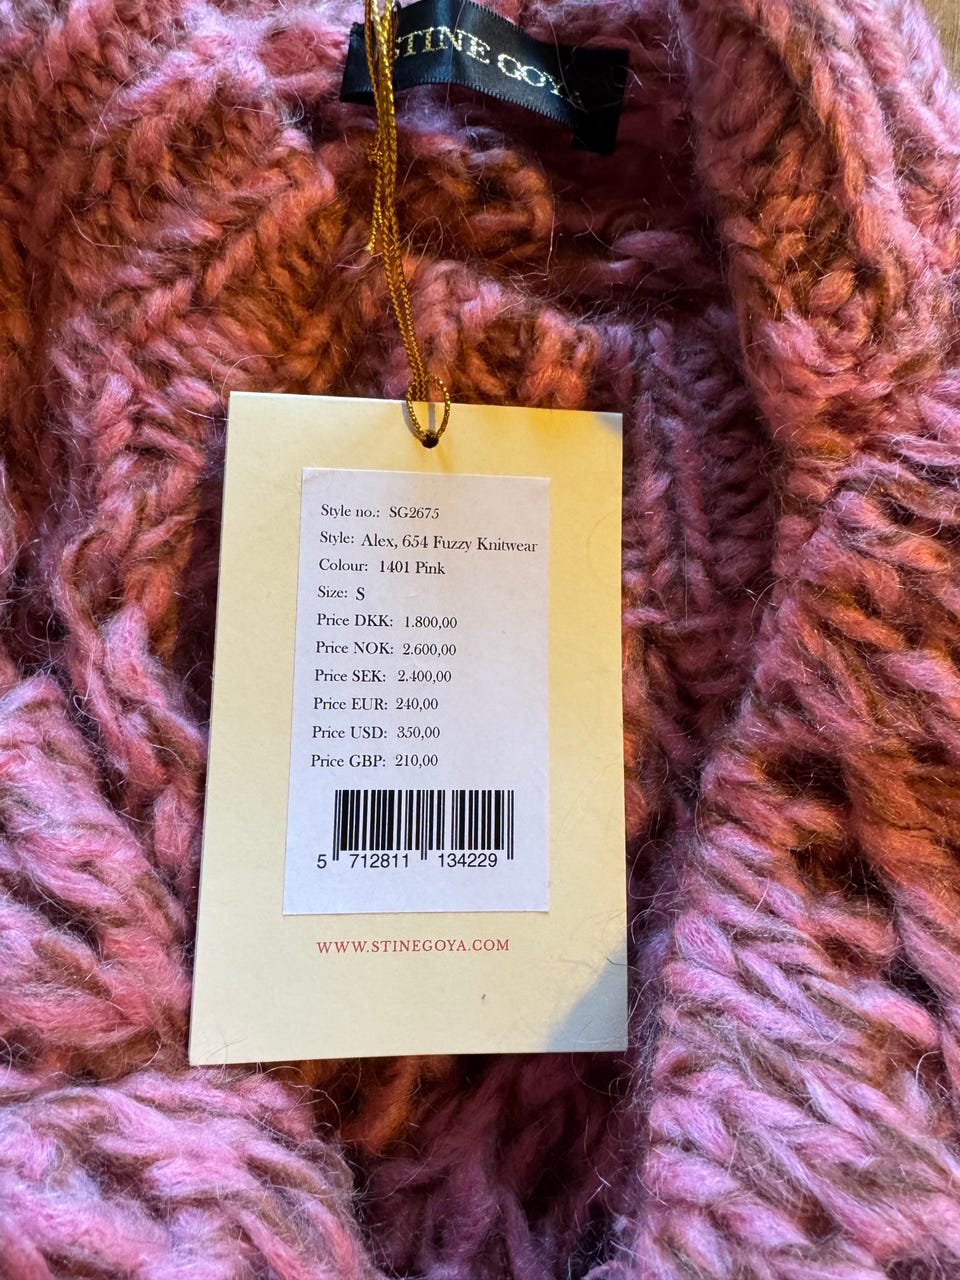 STINE GOYA
Style no.: SG2675
Style: Alex, 654 Fuzzy Knitwear
Colour: 1401 Pink
Size: S
Price DKK: 1.800,00
Price NOK: 2.600,00
Price SEK: 2.400,00
Price EUR: 240,00
Price USD: 350,00
Price GBP: 210,00
5 712811 134229
WWW.STINEGOYA.COM